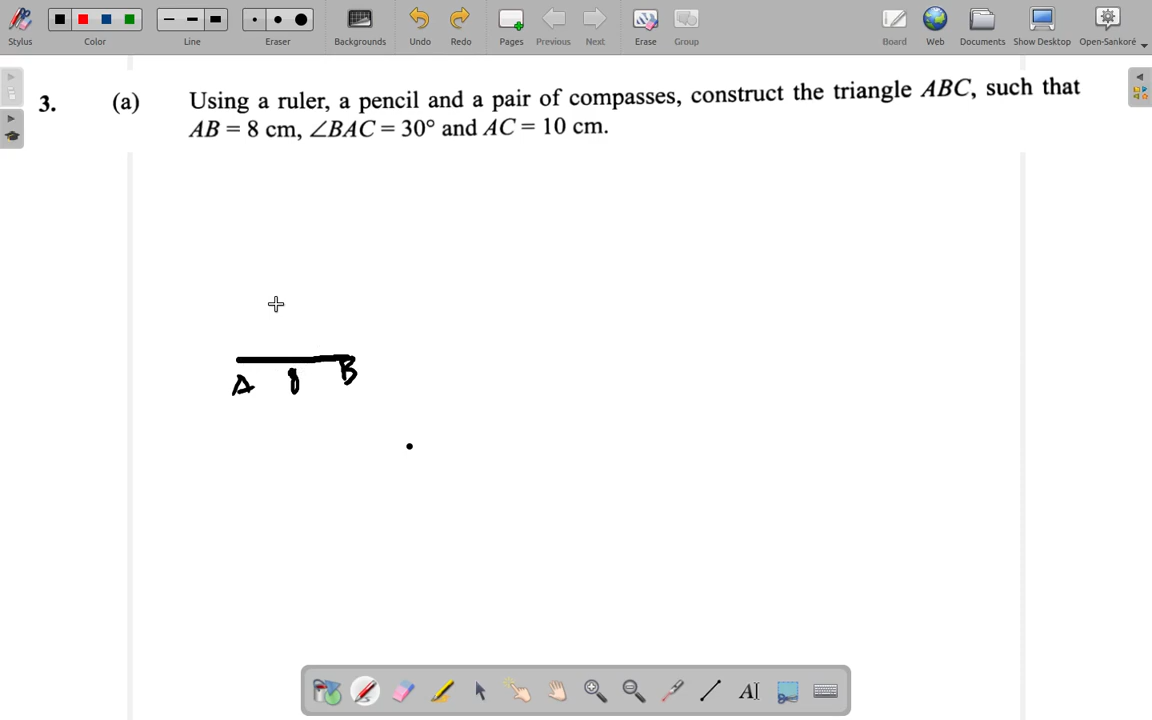 Stylus Color Line Eraser Backgrounds Undo Redo Pages Previous Next Erase Group Board Web Documents Show Desktop Open-Sankoré
3. (a) Using a ruler, a pencil and a pair of compasses, construct the triangle ABC, such that
AB = 8 cm, ∠BAC = 30° and AC = 10 cm.
A 8 B